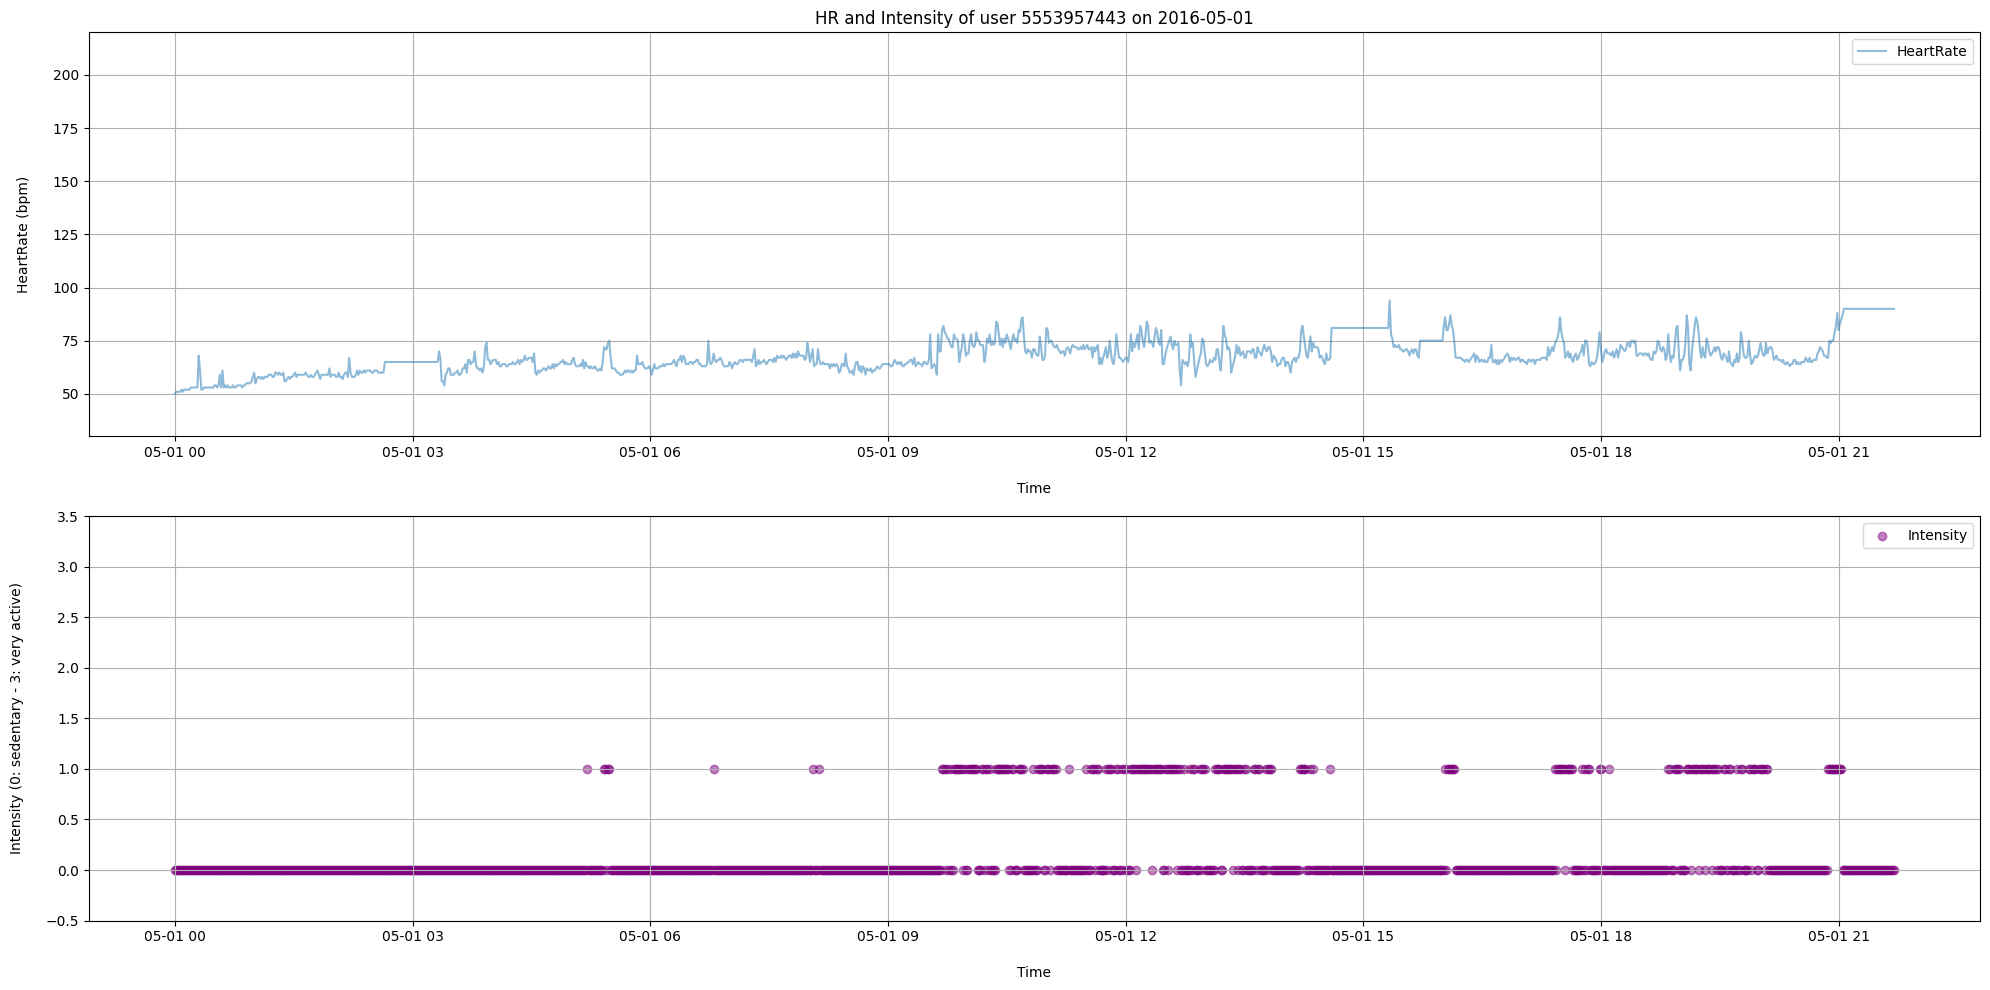 HR and Intensity of user 5553957443 on 2016-05-01
HeartRate
200
175
150
125
100
75
50
HeartRate (bpm)
05-01 00 05-01 03 05-01 06 05-01 09 05-01 12 05-01 15 05-01 18 05-01 21
Time
Intensity
3.5
3.0
2.5
2.0
1.5
1.0
0.5
0.0
−0.5
Intensity (0: sedentary - 3: very active)
05-01 00 05-01 03 05-01 06 05-01 09 05-01 12 05-01 15 05-01 18 05-01 21
Time